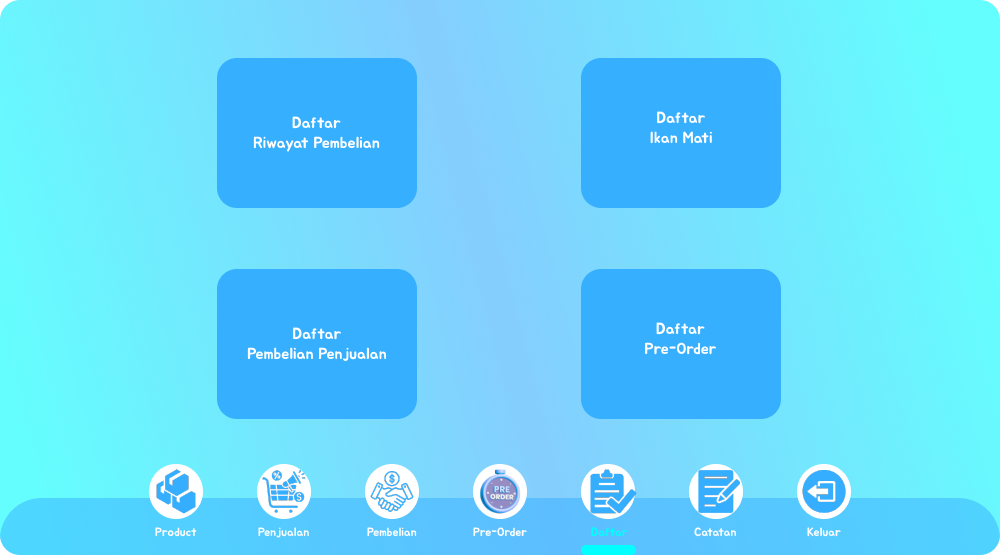 Daftar
Riwayat Pembelian
Daftar
Ikan Mati
Daftar
Pembelian Penjualan
Daftar
Pre-Order
%
$
$
PRE
ORDER
Product
Penjualan
Pembelian
Pre-Order
Daftar
Catatan
Keluar